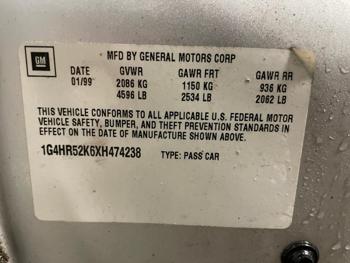 GM
MFD BY GENERAL MOTORS CORP
DATE GVWR GAWR FRT GAWR RR
01/99 2086 KG 1150 KG 936 KG
4596 LB 2534 LB 2062 LB
THIS VEHICLE CONFORMS TO ALL APPLICABLE U.S. FEDERAL MOTOR
VEHICLE SAFETY, BUMPER, AND THEFT PREVENTION STANDARDS IN
EFFECT ON THE DATE OF MANUFACTURE SHOWN ABOVE.
1G4HR52K6XH474238 TYPE: PASS CAR